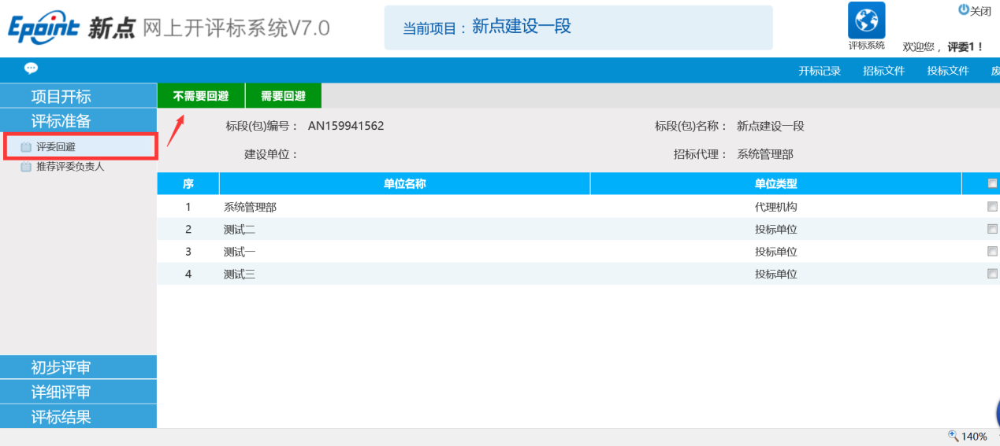 Epoint 新点 网上开评标系统V7.0
当前项目： 新点建设一段
关闭
评标系统
欢迎您， 评委1！
开标记录 招标文件 投标文件 废
项目开标
评标准备
评委回避
推荐评委负责人
初步评审
详细评审
评标结果
不需要回避 需要回避
标段(包)编号： AN159941562 标段(包)名称： 新点建设一段
建设单位： 招标代理： 系统管理部
序 单位名称 单位类型
1 系统管理部 代理机构
2 测试二 投标单位
3 测试一 投标单位
4 测试三 投标单位
140%